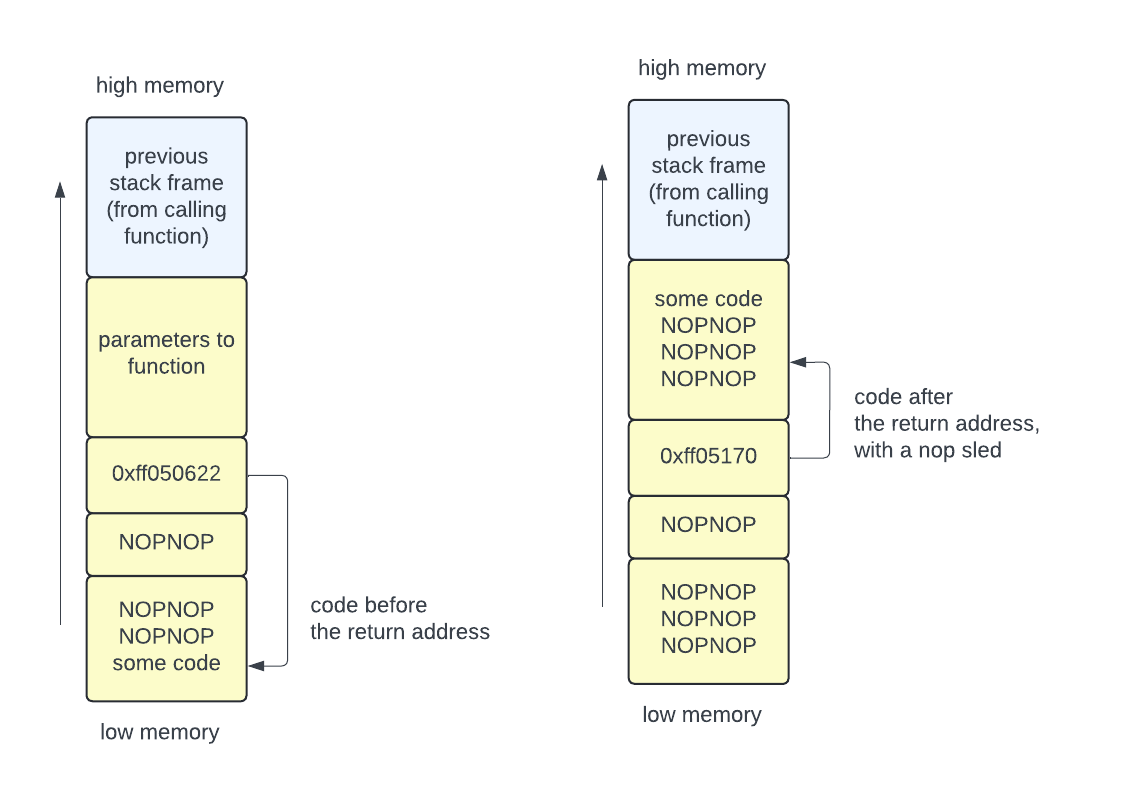 high memory
previous
stack frame
(from calling
function)
parameters to
function
0xff050622
NOPNOP
NOPNOP
NOPNOP
some code
low memory
code before
the return address
high memory
previous
stack frame
(from calling
function)
some code
NOPNOP
NOPNOP
NOPNOP
0xff05170
NOPNOP
NOPNOP
NOPNOP
NOPNOP
low memory
code after
the return address,
with a nop sled